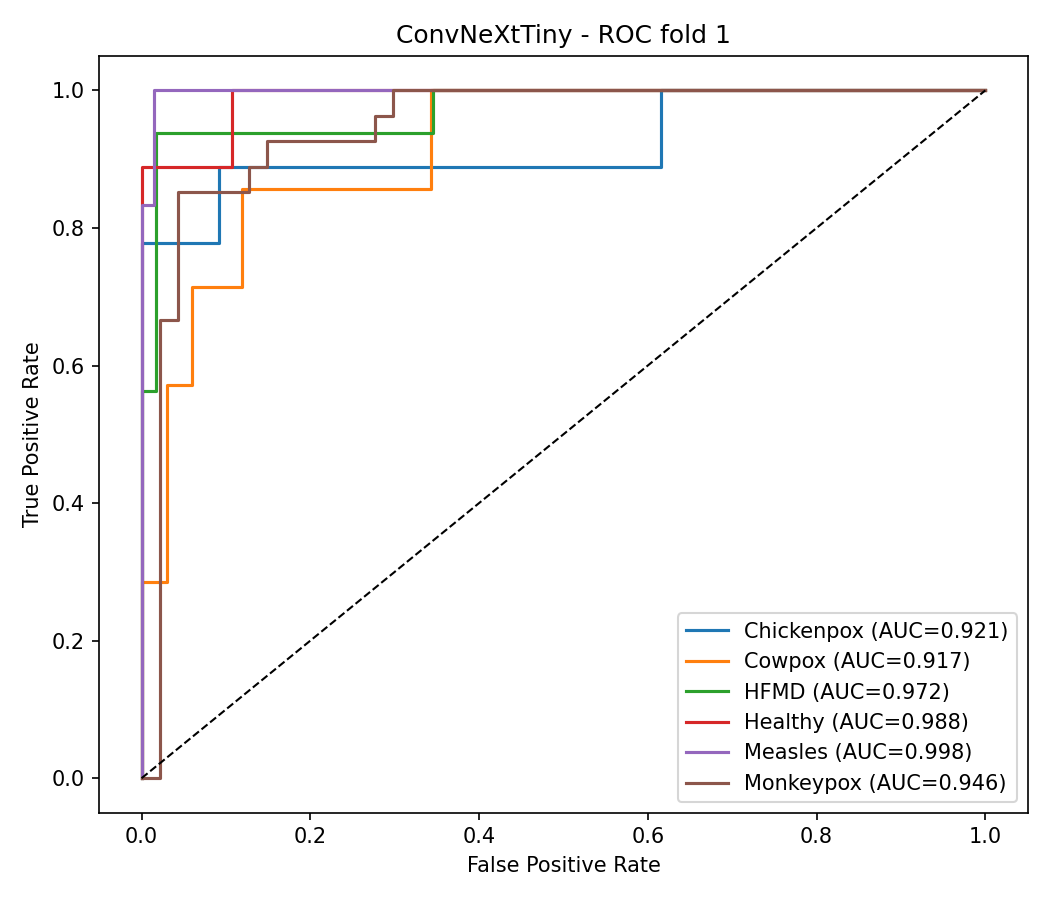 ConvNeXtTiny - ROC fold 1
True Positive Rate
1.0
0.8
0.6
0.4
0.2
0.0
Chickenpox (AUC=0.921)
Cowpox (AUC=0.917)
HFMD (AUC=0.972)
Healthy (AUC=0.988)
Measles (AUC=0.998)
Monkeypox (AUC=0.946)
0.0 0.2 0.4 0.6 0.8 1.0
False Positive Rate